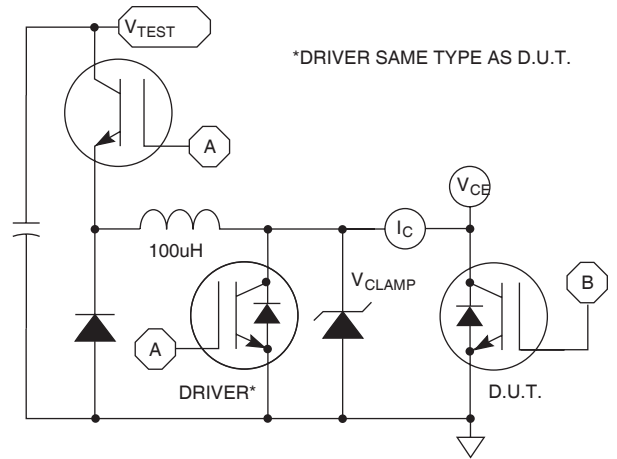 V_TEST
*DRIVER SAME TYPE AS D.U.T.
A
V_CE
I_C
100uH
V_CLAMP
B
A
DRIVER*
D.U.T.